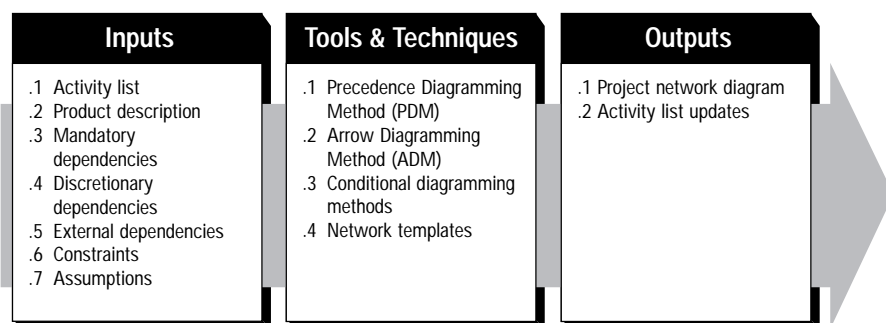 Inputs
.1 Activity list
.2 Product description
.3 Mandatory
dependencies
.4 Discretionary
dependencies
.5 External dependencies
.6 Constraints
.7 Assumptions
Tools & Techniques
.1 Precedence Diagramming
Method (PDM)
.2 Arrow Diagramming
Method (ADM)
.3 Conditional diagramming
methods
.4 Network templates
Outputs
.1 Project network diagram
.2 Activity list updates